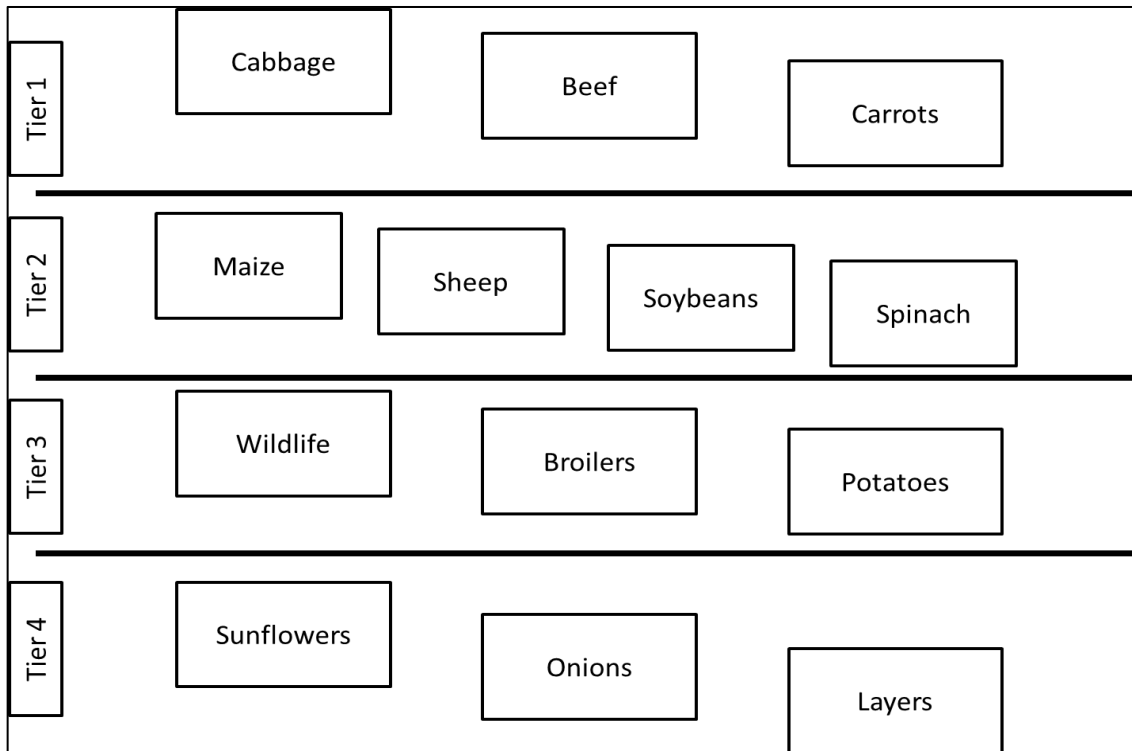 Tier 1
Cabbage
Beef
Carrots
Tier 2
Maize
Sheep
Soybeans
Spinach
Tier 3
Wildlife
Broilers
Potatoes
Tier 4
Sunflowers
Onions
Layers